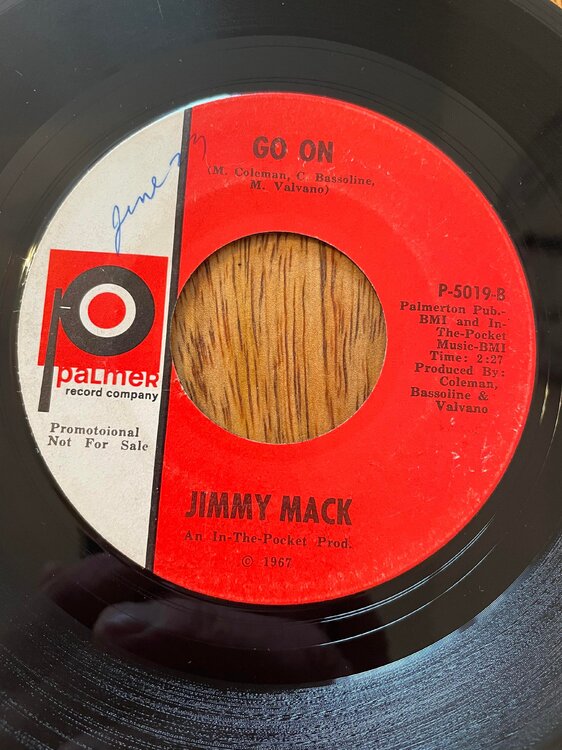 GO ON
(M. Coleman, C. Bassoline,
M. Valvano)
June
P-5019-B
Palmerton Pub.-
BMI and In-
The-Pocket
Music-BMI
Time: 2:27
Produced By:
Coleman,
Bassoline &
Valvano
PaLmeR
record company
Promotoional
Not For Sale
JIMMY MACK
An In-The-Pocket Prod.
© 1967